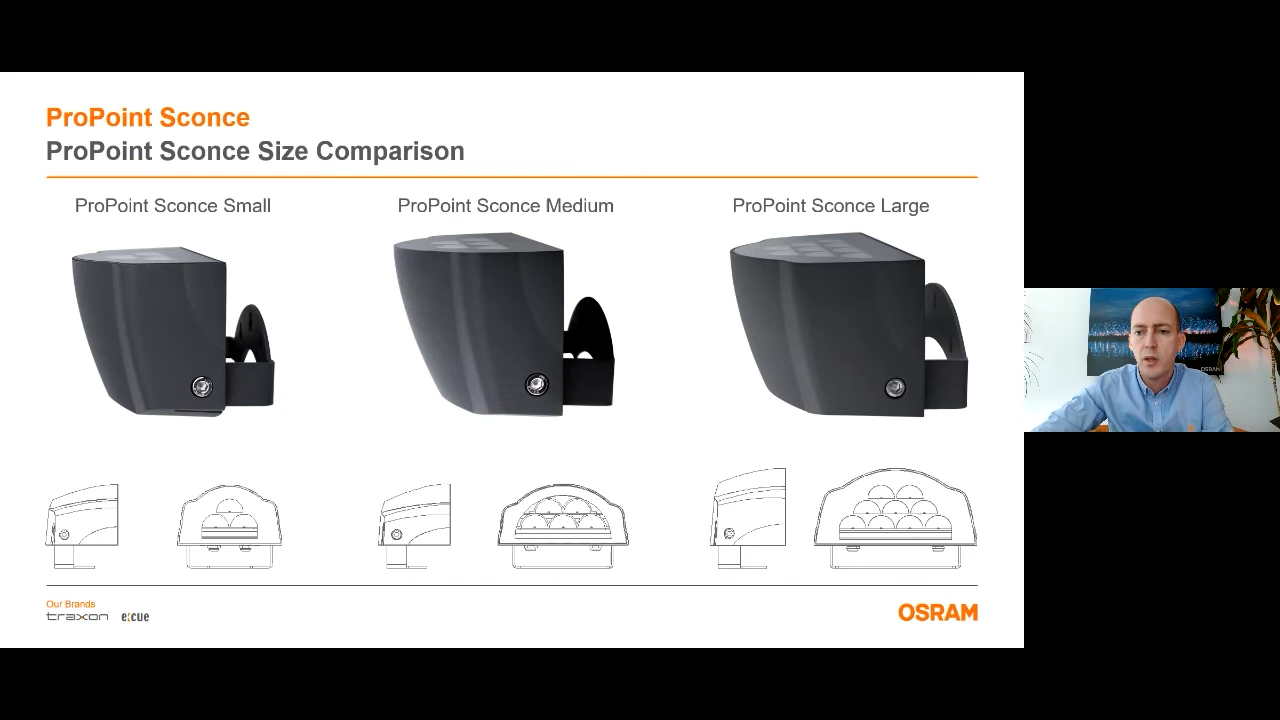 ProPoint Sconce
ProPoint Sconce Size Comparison
ProPoint Sconce Small
ProPoint Sconce Medium
ProPoint Sconce Large
OSRAM
Our Brands
traxon e:cue
OSRAM